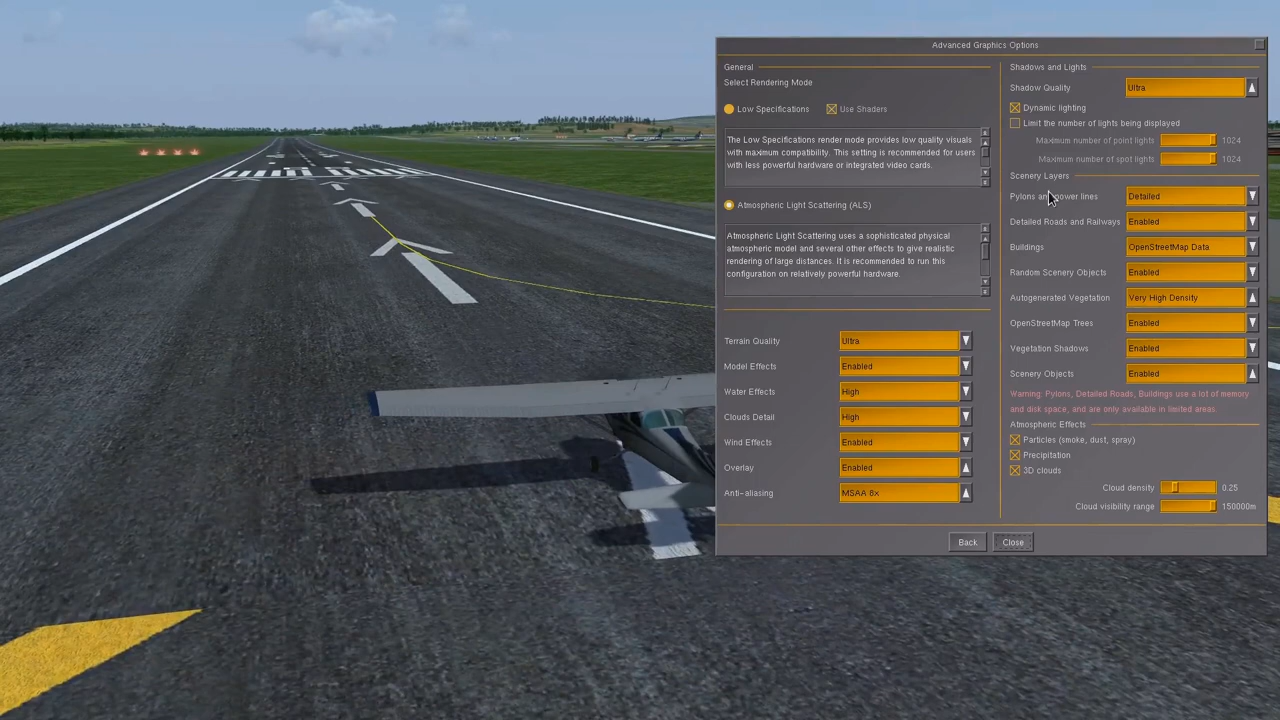 Advanced Graphics Options
General
Select Rendering Mode
Low Specifications
Use Shaders
The Low Specifications render mode provides low quality visuals
with maximum compatibility. This setting is recommended for users
with less powerful hardware or integrated video cards.
Atmospheric Light Scattering (ALS)
Atmospheric Light Scattering uses a sophisticated physical
atmospheric model and several other effects to give realistic
rendering of large distances. It is recommended to run this
configuration on relatively powerful hardware.
Terrain Quality Ultra
Model Effects Enabled
Water Effects High
Clouds Detail High
Wind Effects Enabled
Overlay Enabled
Anti-aliasing MSAA 8x
Shadows and Lights
Shadow Quality Ultra
Dynamic lighting
Limit the number of lights being displayed
Maximum number of point lights 1024
Maximum number of spot lights 1024
Scenery Layers
Pylons lines Detailed
Detailed Roads and Railways Enabled
Buildings OpenStreetMap Data
Random Scenery Objects Enabled
Autogenerated Vegetation Very High Density
OpenStreetMap Trees Enabled
Vegetation Shadows Enabled
Scenery Objects Enabled
Warning: Pylons, Detailed Roads, Buildings use a lot of memory
and disk space, and are only available in limited areas.
Atmospheric Effects
Particles (smoke, dust, spray)
Precipitation
3D clouds
Cloud density 0.25
Cloud visibility range 150000m
Back
Close